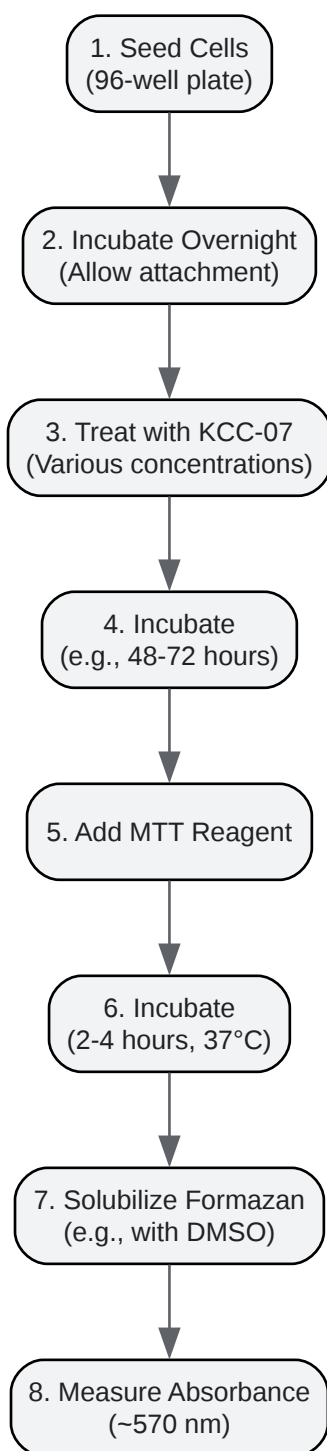 1. Seed Cells
(96-well plate)
2. Incubate Overnight
(Allow attachment)
3. Treat with KCC-07
(Various concentrations)
4. Incubate
(e.g., 48-72 hours)
5. Add MTT Reagent
6. Incubate
(2-4 hours, 37°C)
7. Solubilize Formazan
(e.g., with DMSO)
8. Measure Absorbance
(~570 nm)